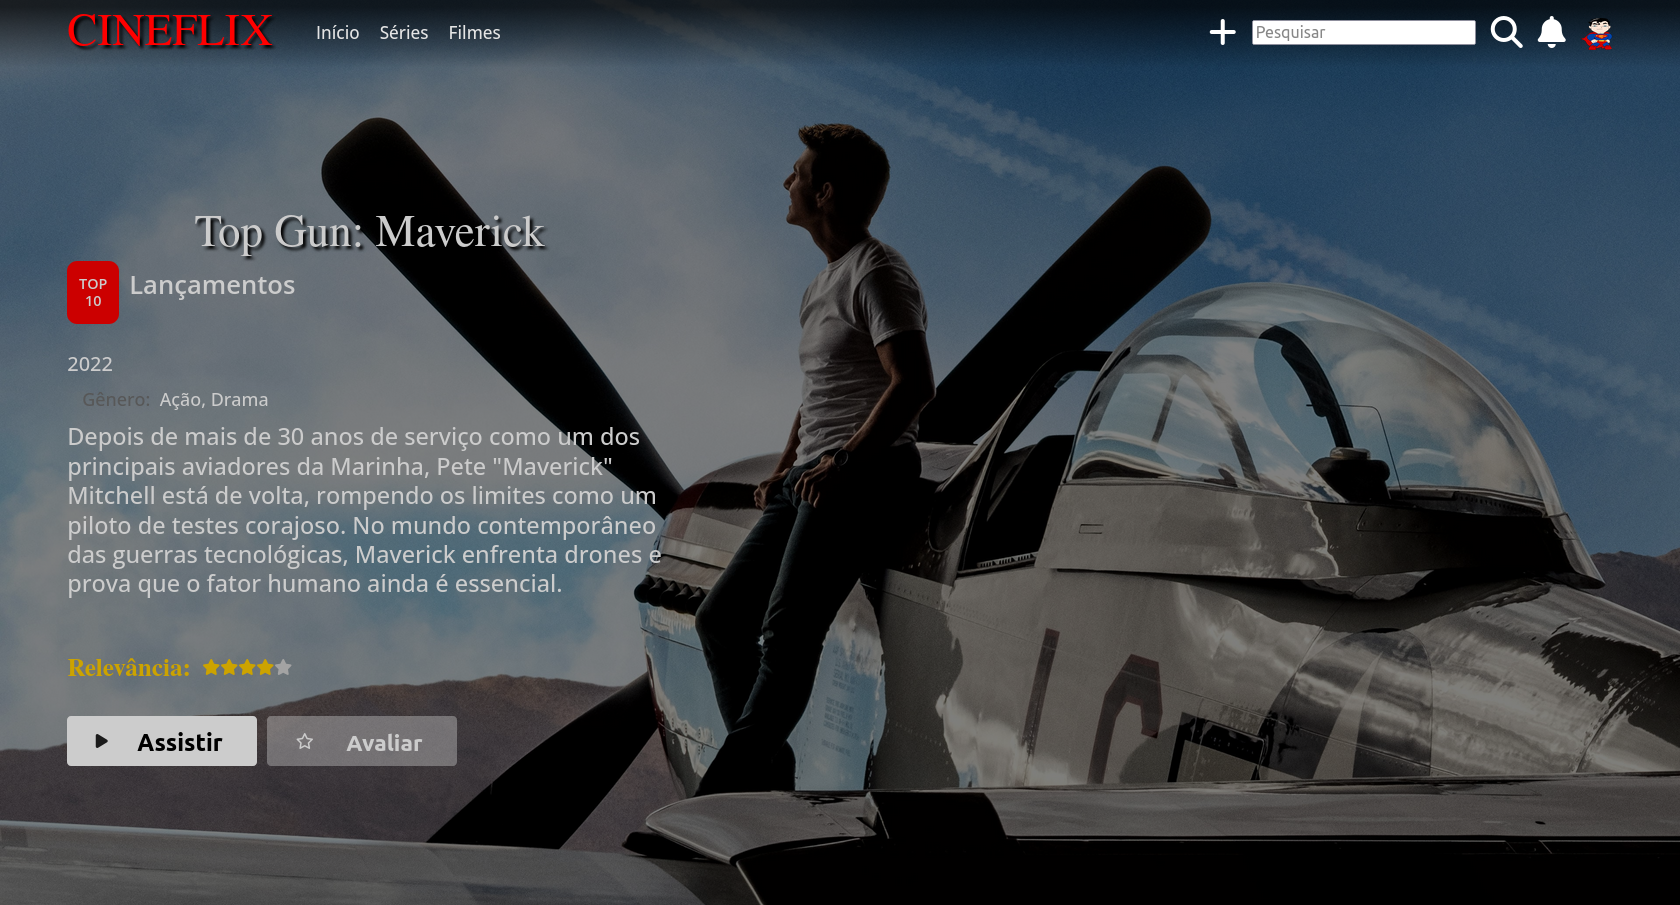 CINEFLIX
Início Séries Filmes
Pesquisar
Top Gun: Maverick
TOP
10
Lançamentos
2022
Gênero: Ação, Drama
Depois de mais de 30 anos de serviço como um dos
principais aviadores da Marinha, Pete "Maverick"
Mitchell está de volta, rompendo os limites como um
piloto de testes corajoso. No mundo contemporâneo
das guerras tecnológicas, Maverick enfrenta drones e
prova que o fator humano ainda é essencial.
Relevância:
Assistir
Avaliar